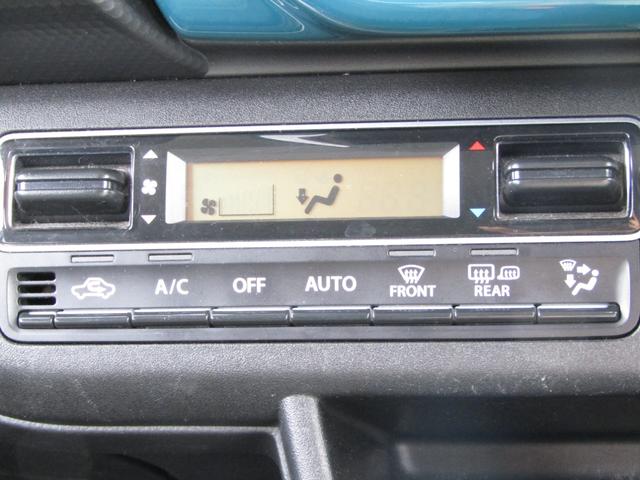 A/C OFF AUTO FRONT REAR